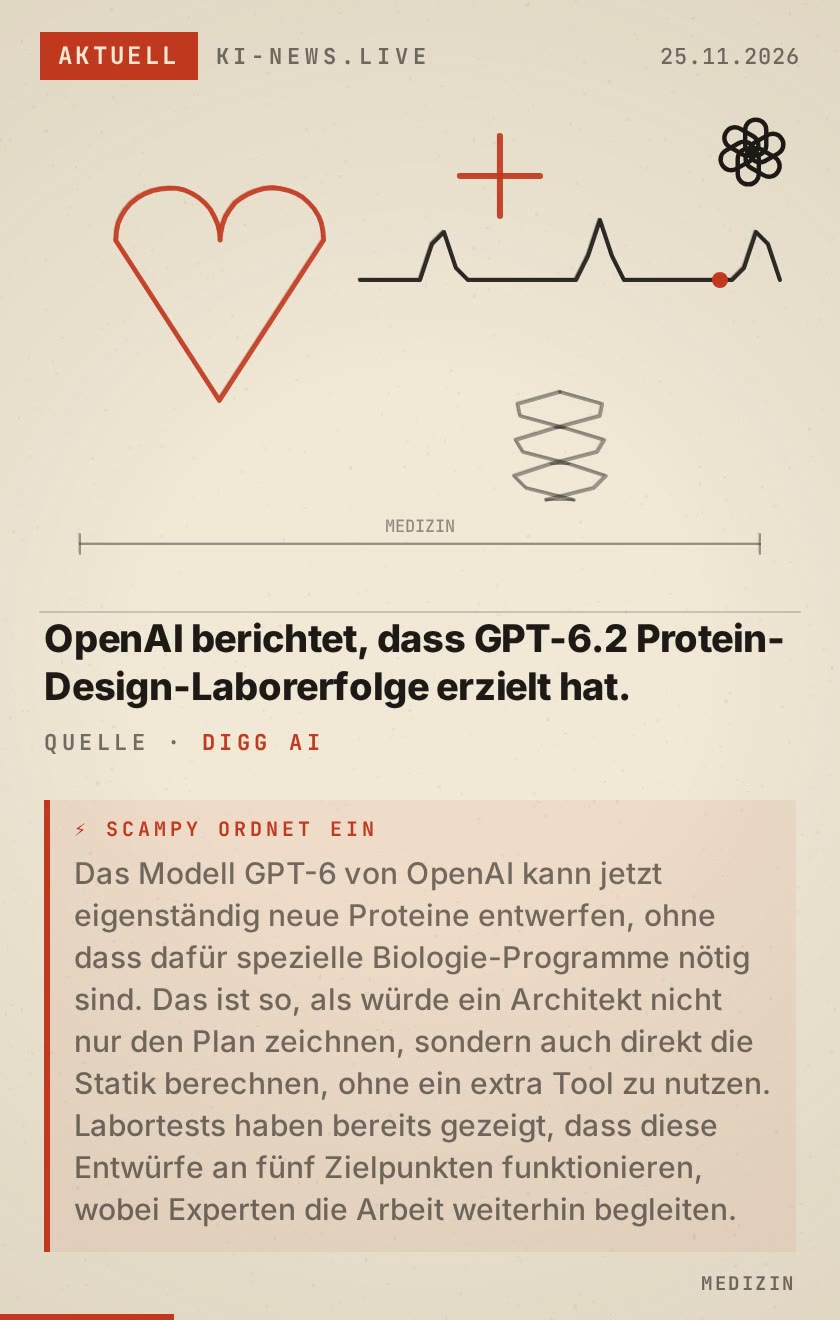 AKTUELL KI-NEWS.LIVE 25.11.2026
MEDIZIN
OpenAI berichtet, dass GPT-6.2 Protein-
Design-Laborerfolge erzielt hat.
QUELLE · DIGG AI
⚡ SCAMPY ORDNET EIN
Das Modell GPT-6 von OpenAI kann jetzt
eigenständig neue Proteine entwerfen, ohne
dass dafür spezielle Biologie-Programme nötig
sind. Das ist so, als würde ein Architekt nicht
nur den Plan zeichnen, sondern auch direkt die
Statik berechnen, ohne ein extra Tool zu nutzen.
Labortests haben bereits gezeigt, dass diese
Entwürfe an fünf Zielpunkten funktionieren,
wobei Experten die Arbeit weiterhin begleiten.
MEDIZIN